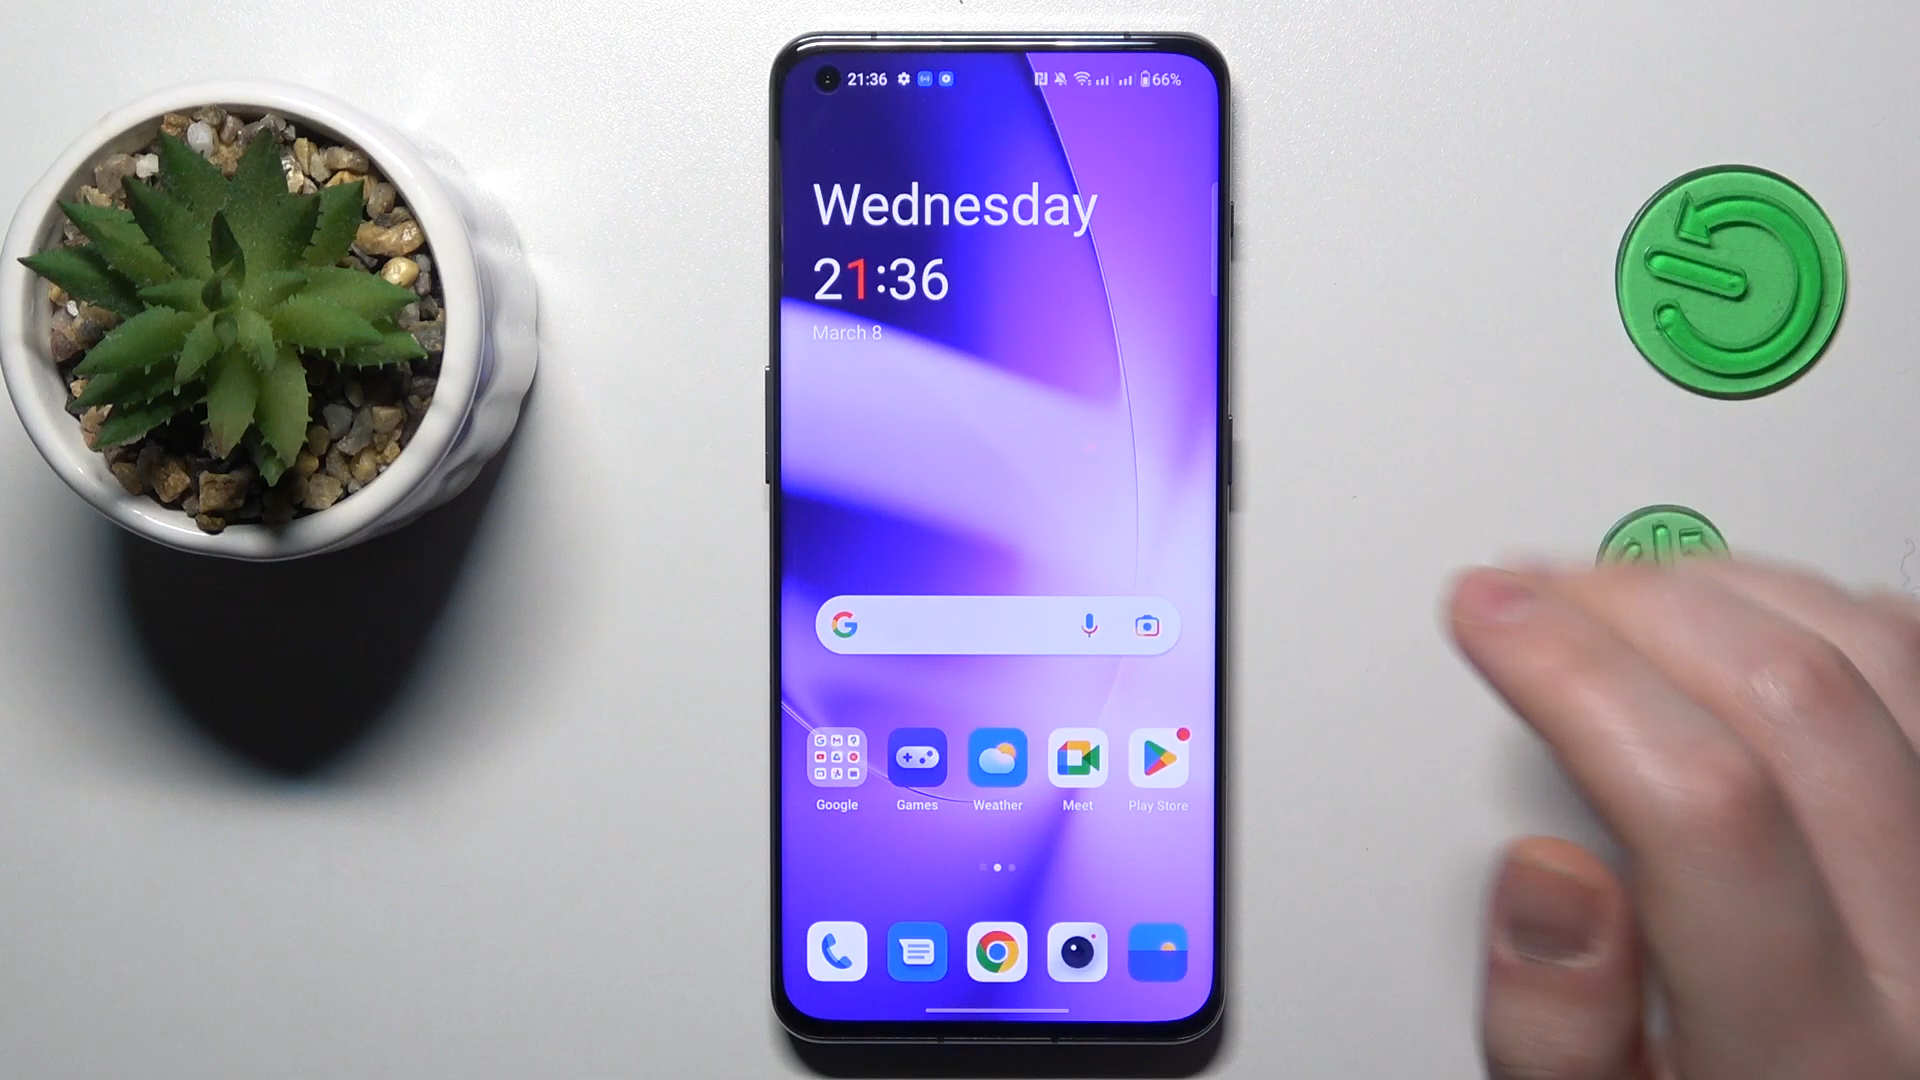 21:36 66%
Wednesday
21:36
March 8
Google Games Weather Meet Play Store